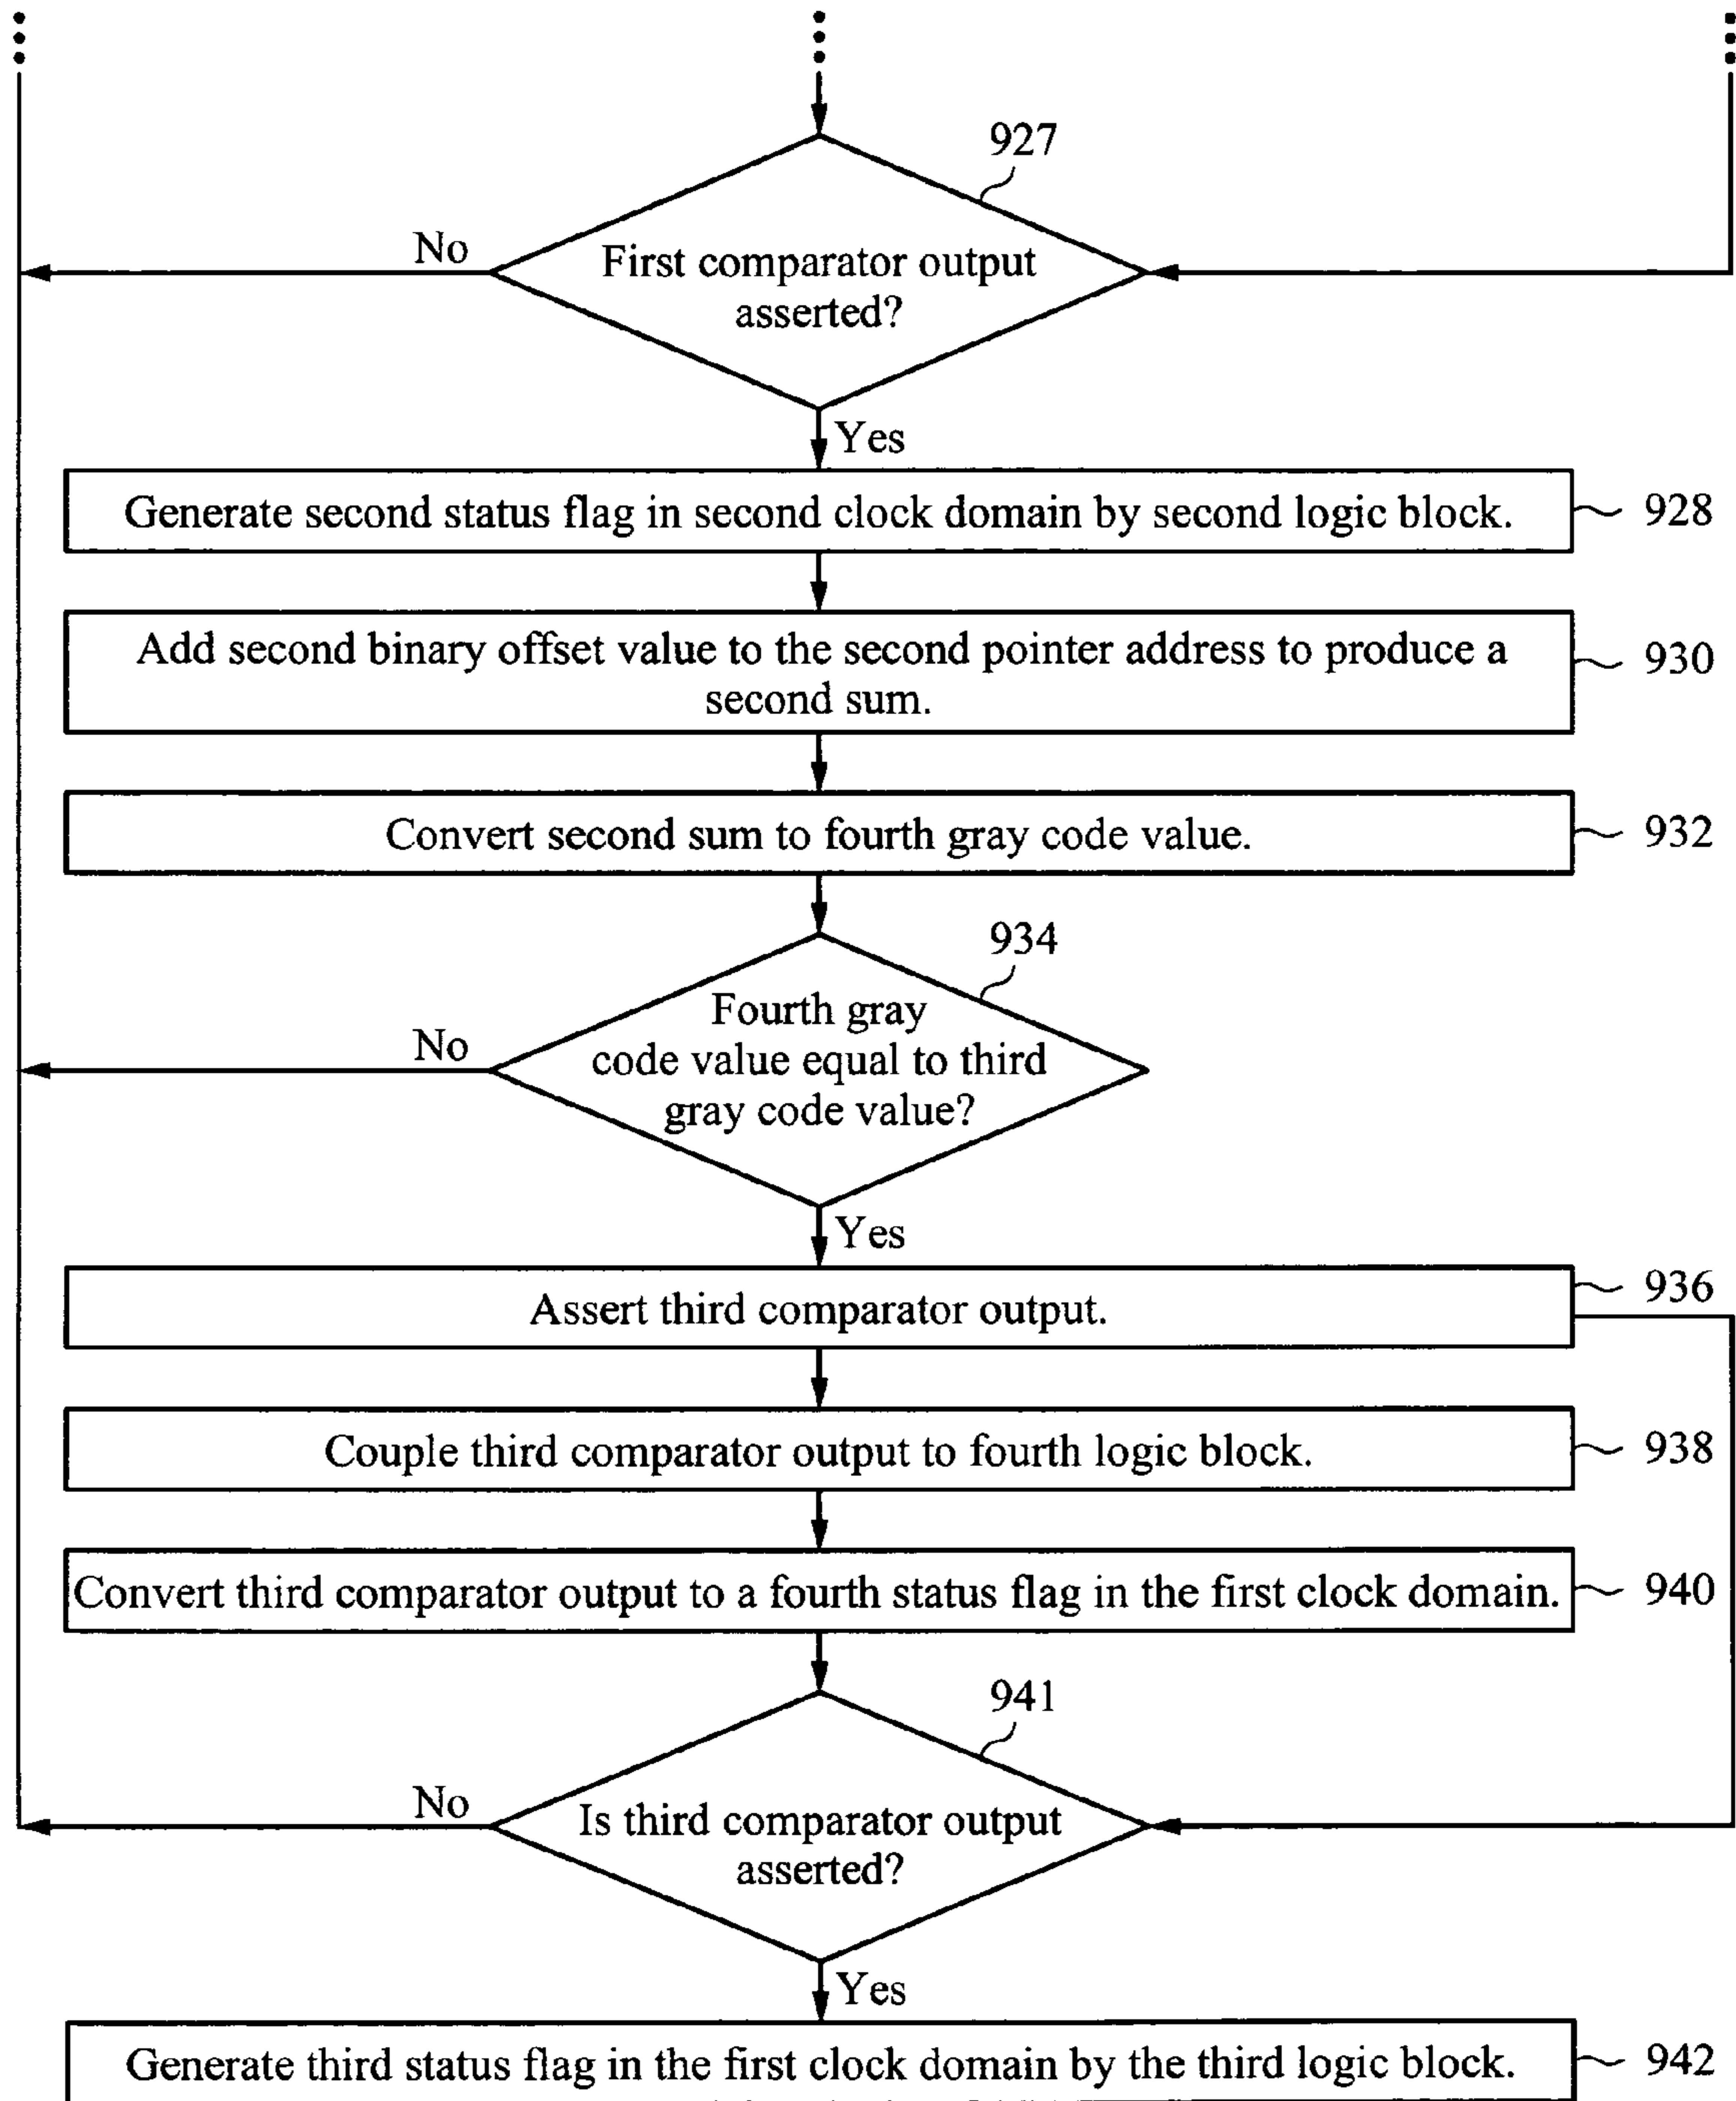 927
No
First comparator output
asserted?
Yes
Generate second status flag in second clock domain by second logic block.
928
Add second binary offset value to the second pointer address to produce a
second sum.
930
Convert second sum to fourth gray code value.
932
934
Fourth gray
code value equal to third
gray code value?
No
Yes
Assert third comparator output.
936
Couple third comparator output to fourth logic block.
938
Convert third comparator output to a fourth status flag in the first clock domain.
940
941
No
Is third comparator output
asserted?
Yes
Generate third status flag in the first clock domain by the third logic block.
942